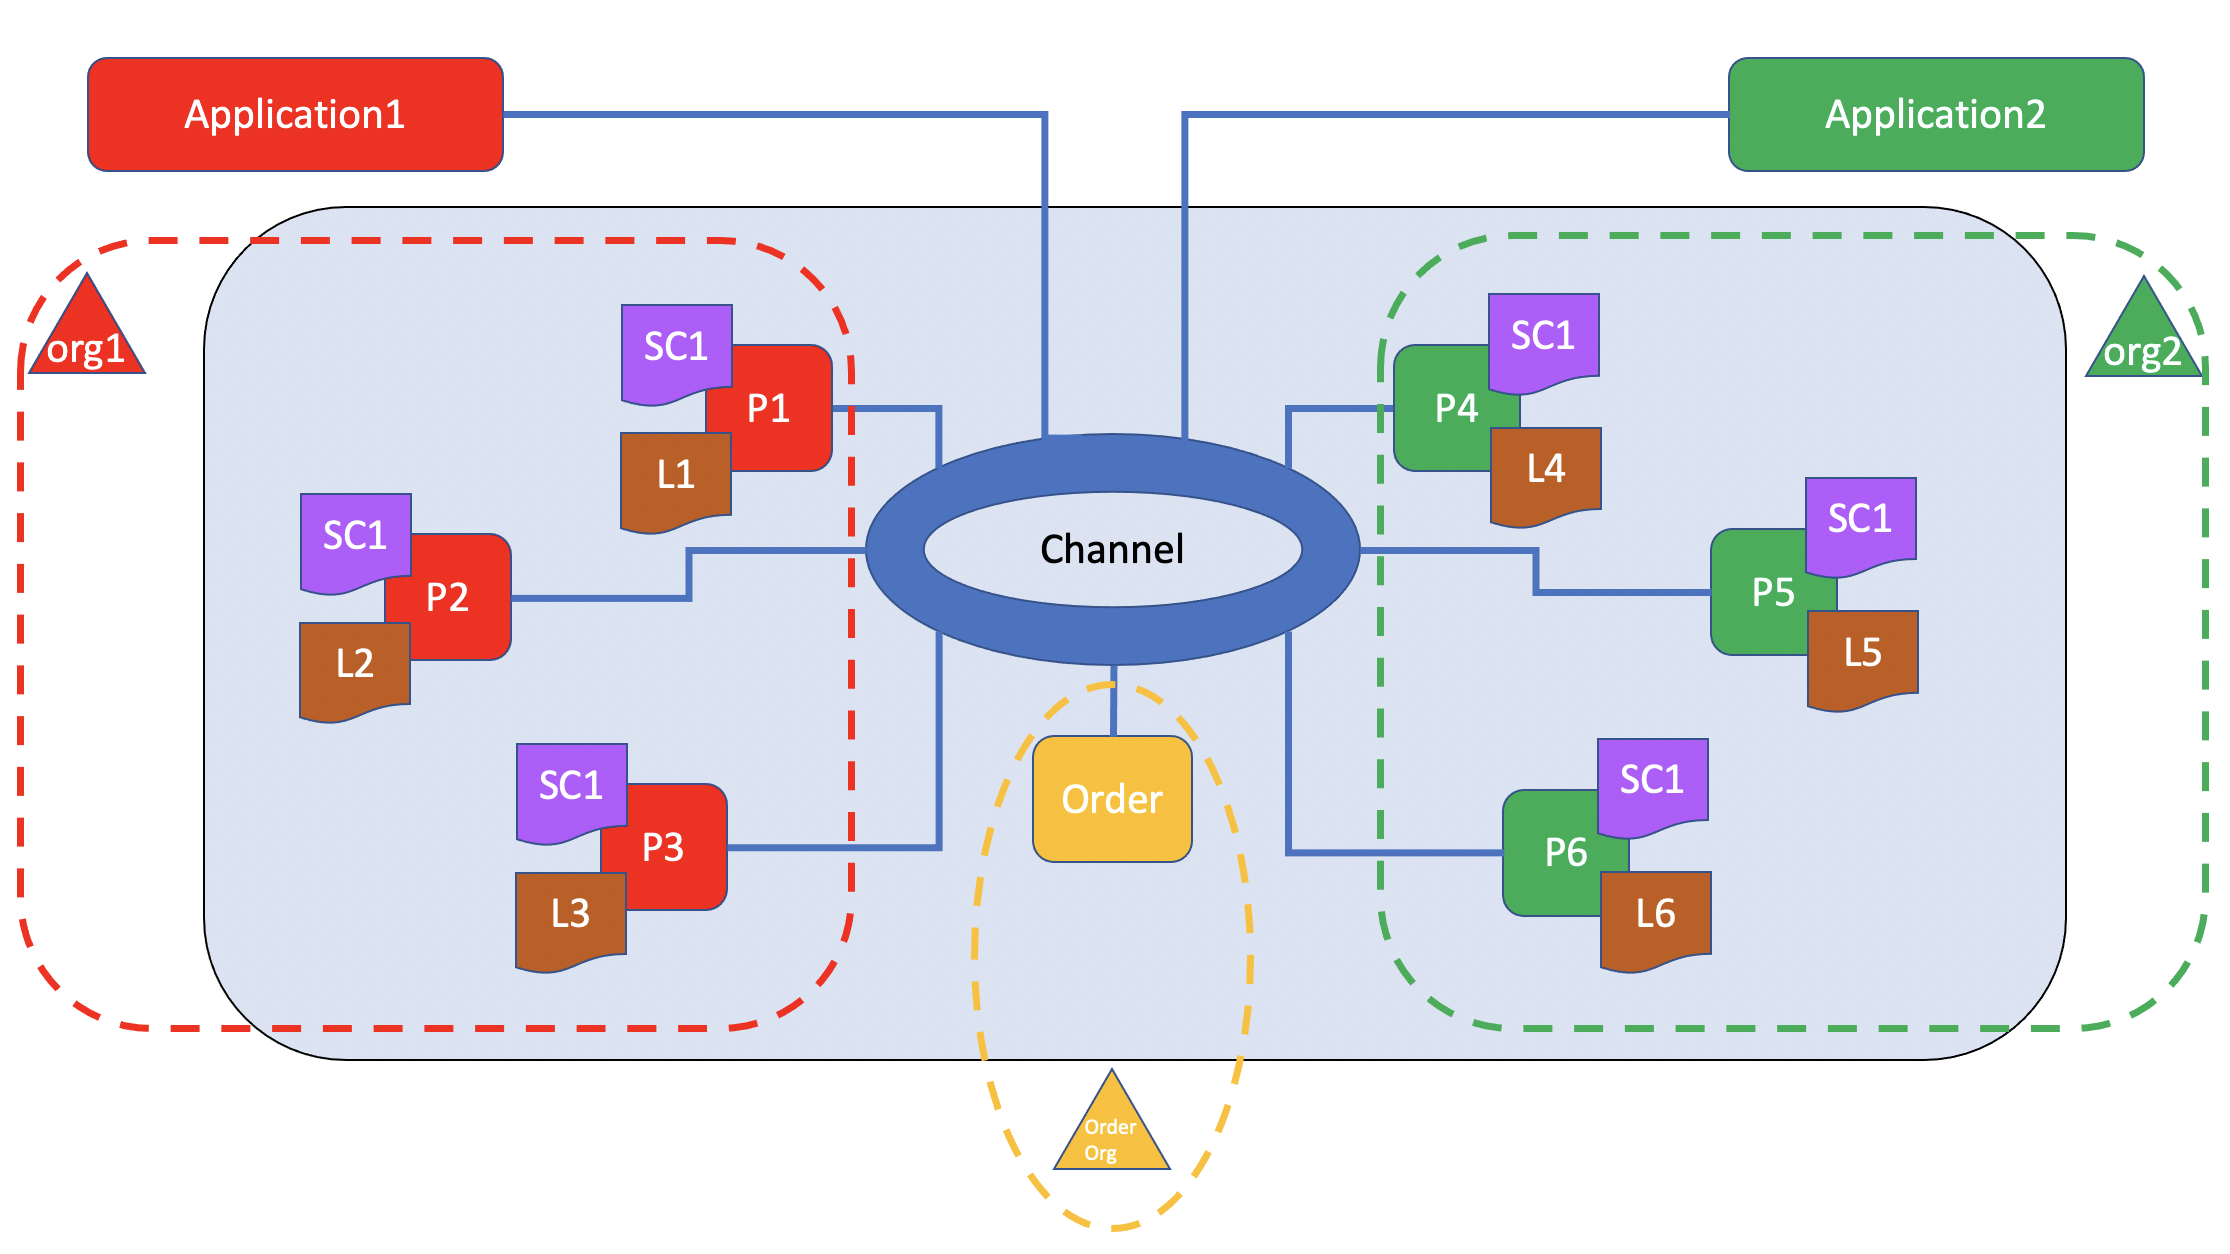 Application1
Application2
org1
org2
SC1
P1
L1
SC1
P4
L4
SC1
P2
L2
Channel
SC1
P5
L5
SC1
P3
L3
Order
SC1
P6
L6
Order
Org